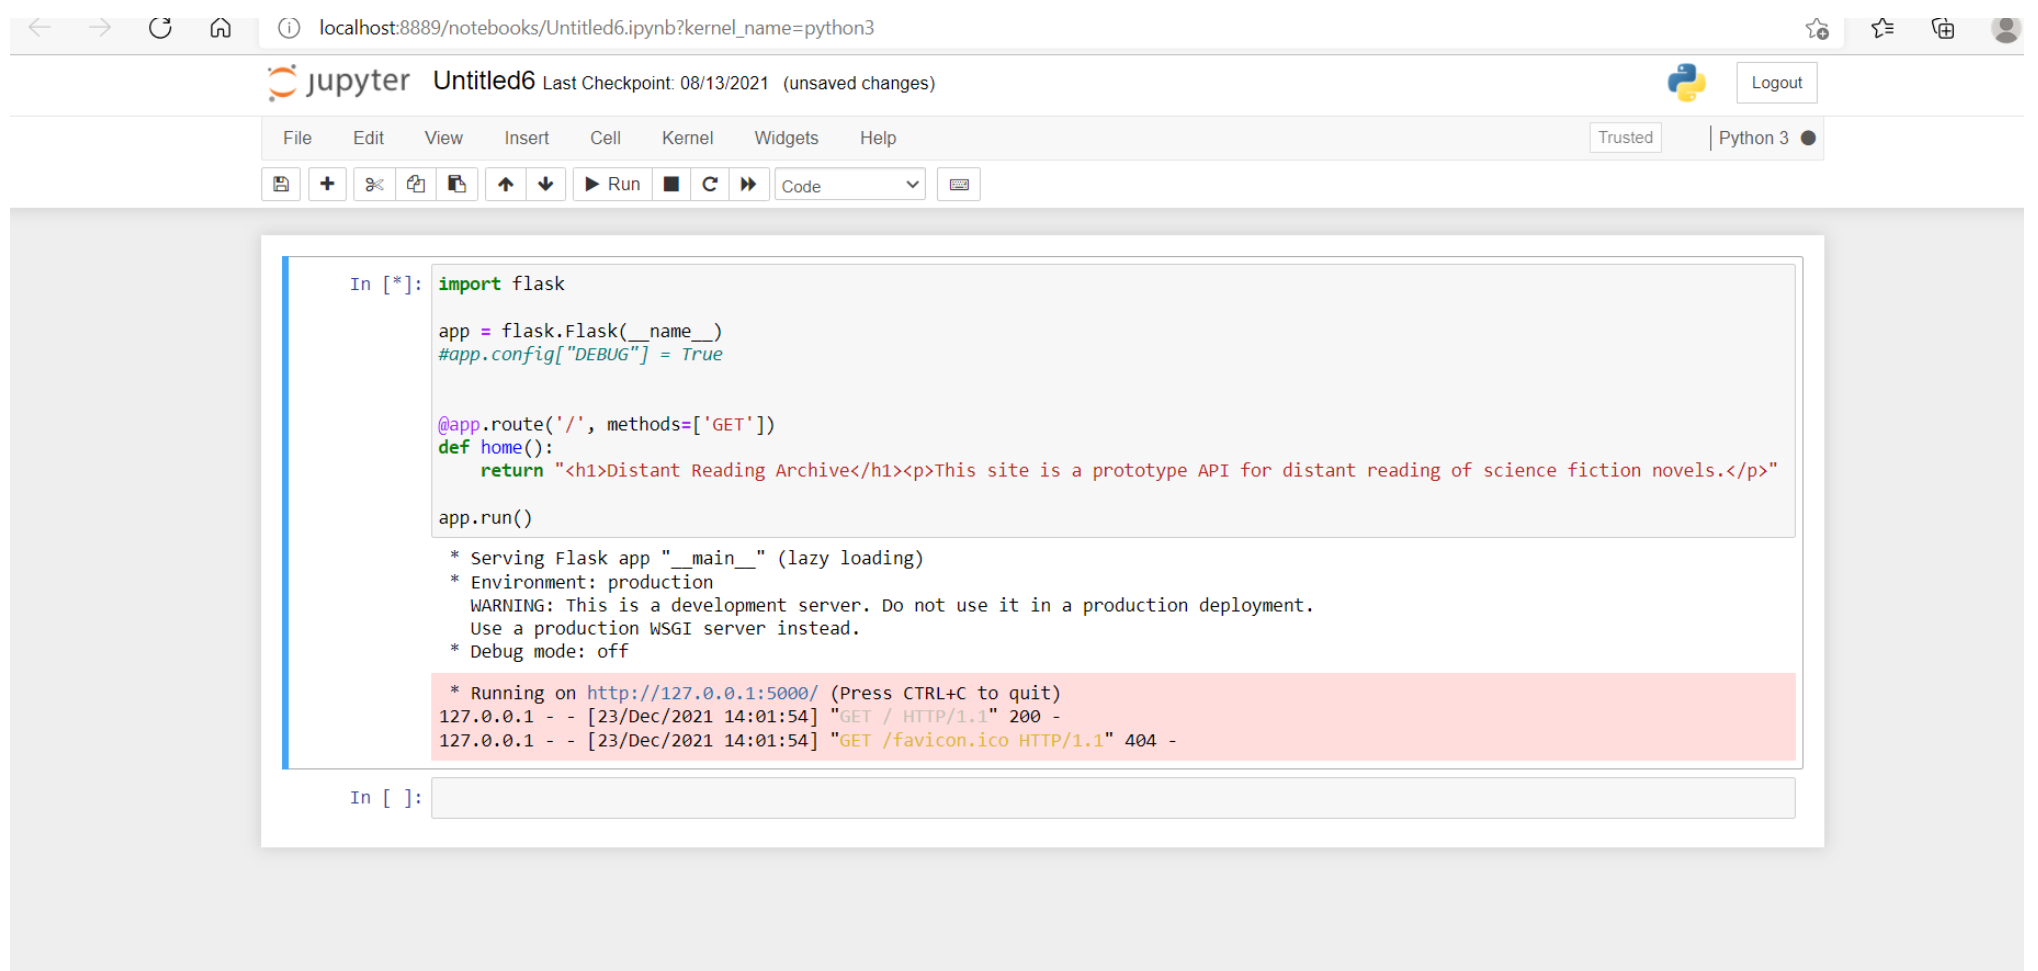 localhost:8889/notebooks/Untitled6.ipynb?kernel_name=python3
jupyter Untitled6 Last Checkpoint: 08/13/2021 (unsaved changes)
Logout
File Edit View Insert Cell Kernel Widgets Help
Trusted
Python 3
Run
Code
In [*]: import flask
app = flask.Flask(__name__)
#app.config["DEBUG"] = True
@app.route('/', methods=['GET'])
def home():
    return "<h1>Distant Reading Archive</h1><p>This site is a prototype API for distant reading of science fiction novels.</p>"
app.run()
* Serving Flask app "__main__" (lazy loading)
* Environment: production
WARNING: This is a development server. Do not use it in a production deployment.
Use a production WSGI server instead.
* Debug mode: off
* Running on http://127.0.0.1:5000/ (Press CTRL+C to quit)
127.0.0.1 - - [23/Dec/2021 14:01:54] "GET / HTTP/1.1" 200 -
127.0.0.1 - - [23/Dec/2021 14:01:54] "GET /favicon.ico HTTP/1.1" 404 -
In [ ]: